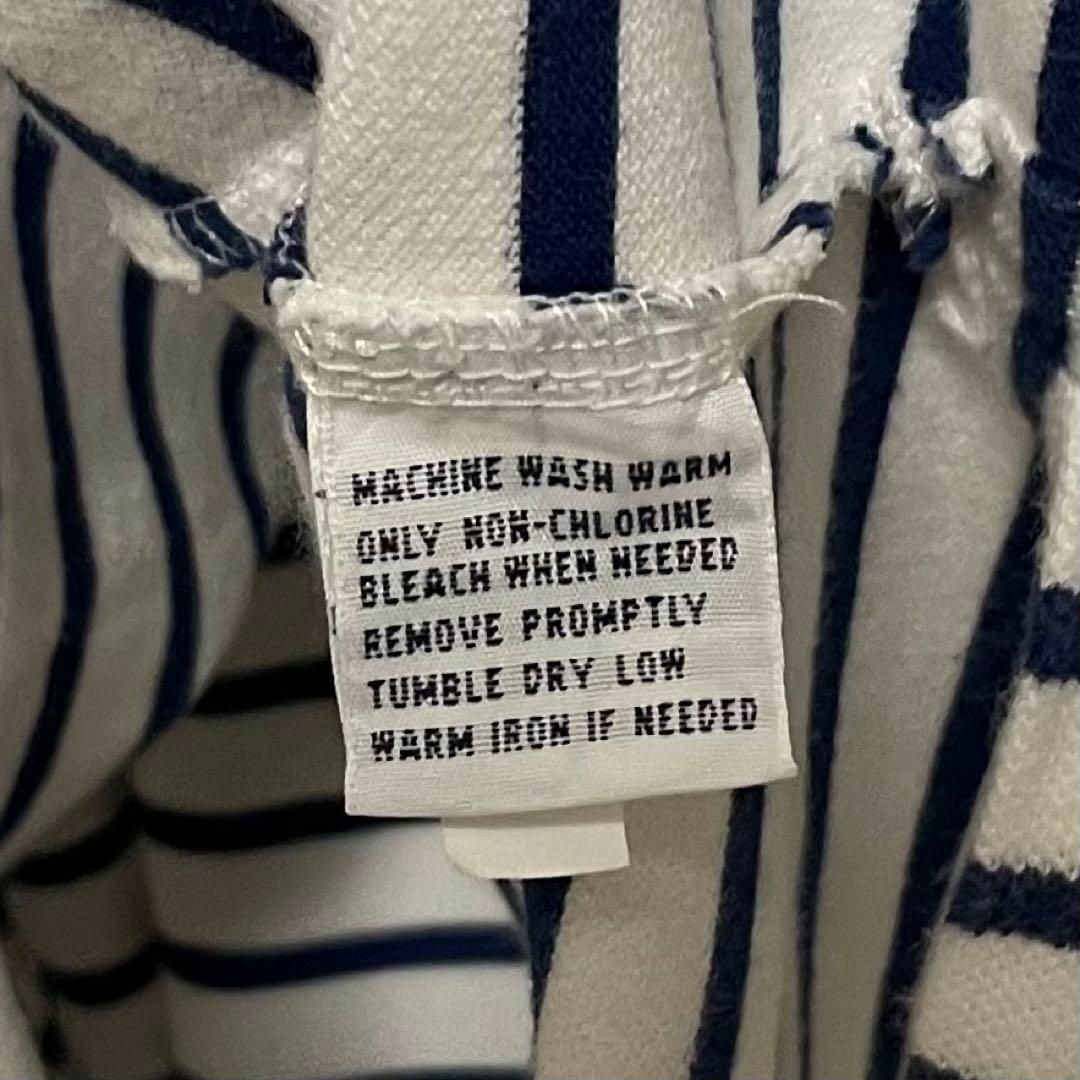 MACHINE WASH WARM
ONLY NON-CHLORINE
BLEACH WHEN NEEDED
REMOVE PROMPTLY
TUMBLE DRY LOW
WARM IRON IF NEEDED